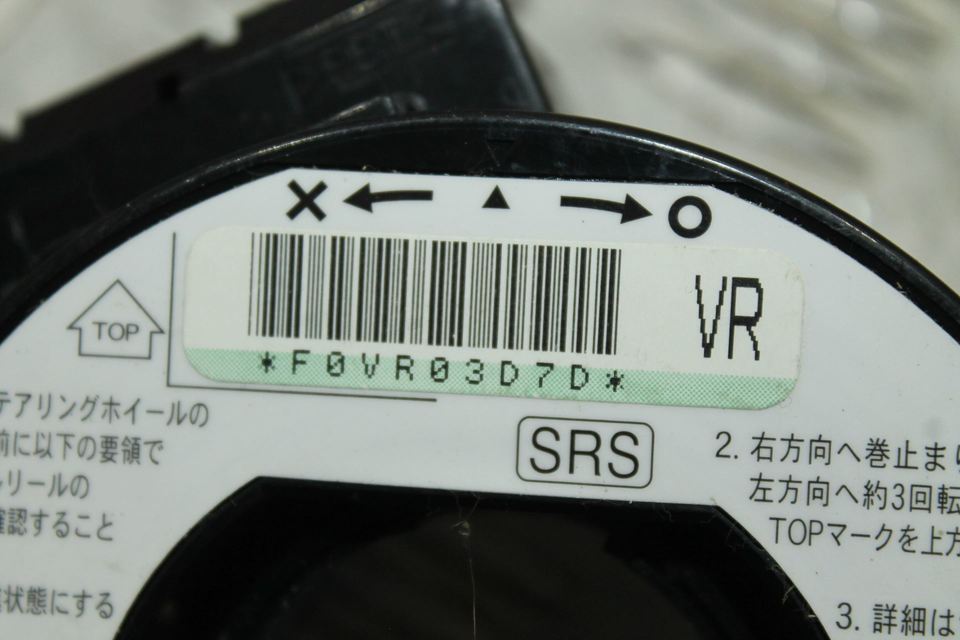 TOP
VR
*F0VR03D7D*
SRS
テアリングホイールの
前に以下の要領で
リールの
確認すること
状態にする
2. 右方向へ巻止まり
左方向へ約3回転
TOPマークを上方
3. 詳細は